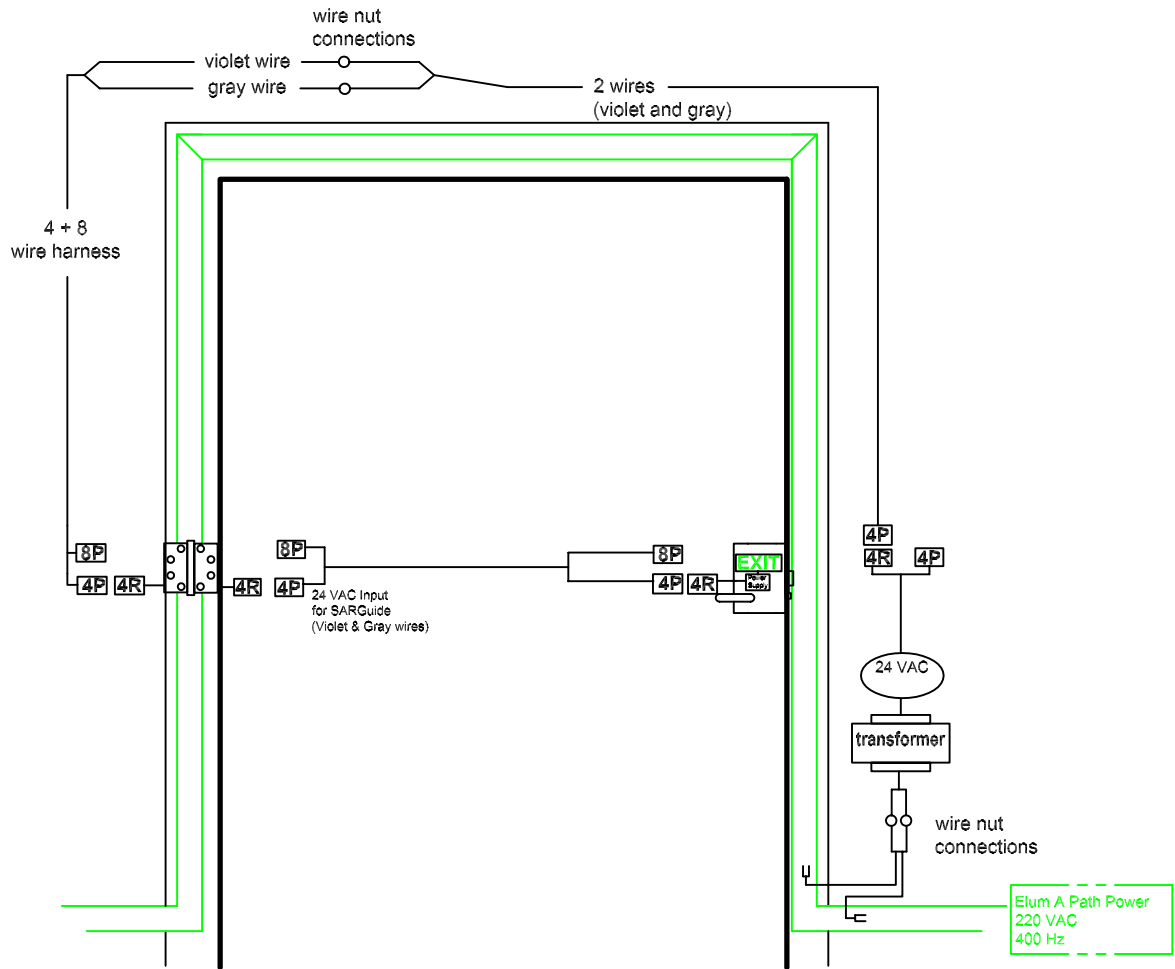 wire nut
connections
violet wire
gray wire
2 wires
(violet and gray)
4 + 8
wire harness
8P
4P
4R
4R
8P
4P
24 VAC Input
for SARGuide
(Violet & Gray wires)
8P
4P
4R
EXIT
Power
Supply
4P
4R
4P
24 VAC
transformer
wire nut
connections
Elum A Path Power
220 VAC
400 Hz